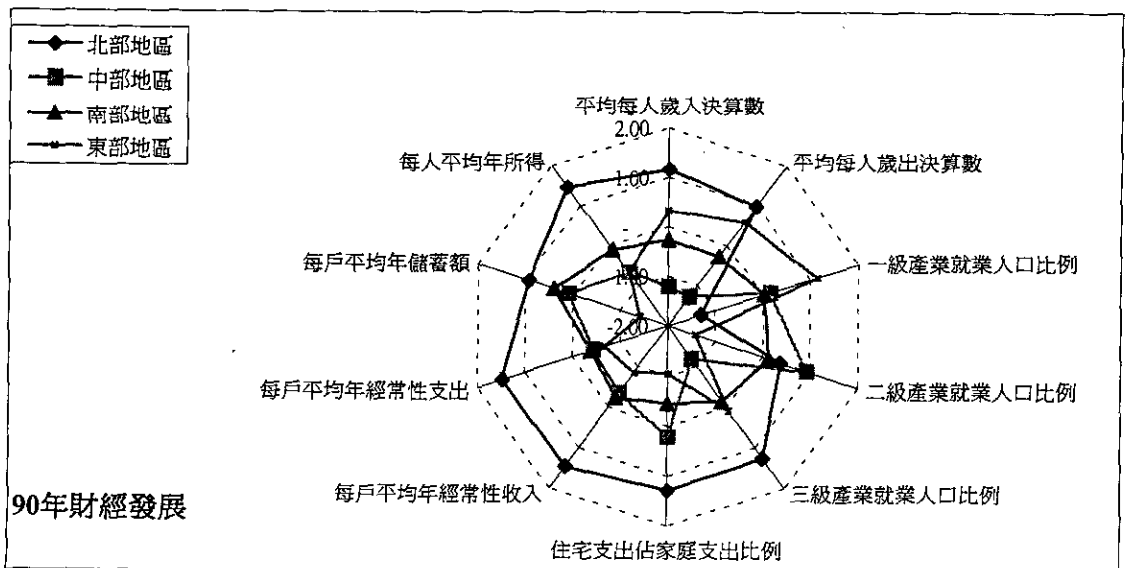 北部地區
中部地區
南部地區
東部地區
平均每人歲入決算數
2.00
每人平均年所得
平均每人歲出決算數
1.00
每戶平均年儲蓄額
一級產業就業人口比例
-2.00
每戶平均年經常性支出
二級產業就業人口比例
每戶平均年經常性收入
三級產業就業人口比例
90年財經發展
住宅支出佔家庭支出比例